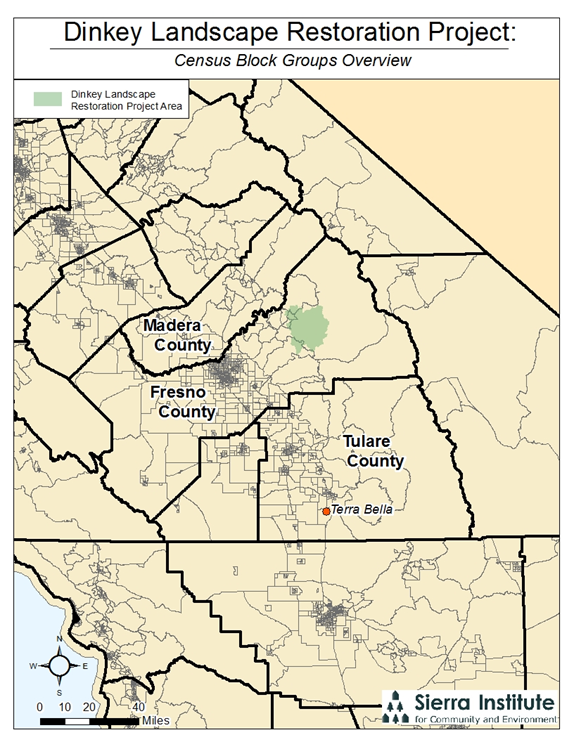 Dinkey Landscape Restoration Project:
Census Block Groups Overview
Dinkey Landscape
Restoration Project Area
Madera
County
Fresno
County
Tulare
County
Terra Bella
N
W
E
S
0 10 20 40
Miles
Sierra Institute
for Community and Environment